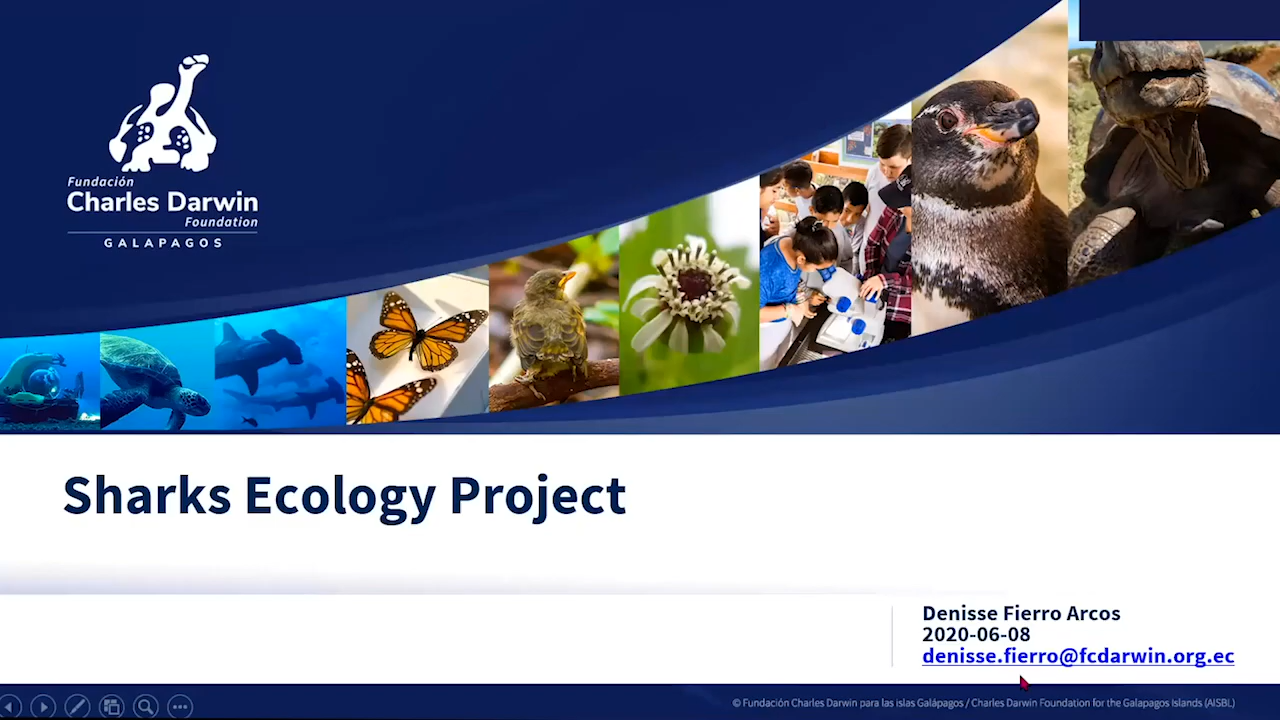 Fundación
Charles Darwin
Foundation
GALAPAGOS
Sharks Ecology Project
Denisse Fierro Arcos
2020-06-08
denisse.fierro@fcdarwin.org.ec
© Fundación Charles Darwin para las islas Galápagos / Charles Darwin Foundation for the Galapagos Islands (AISBL)